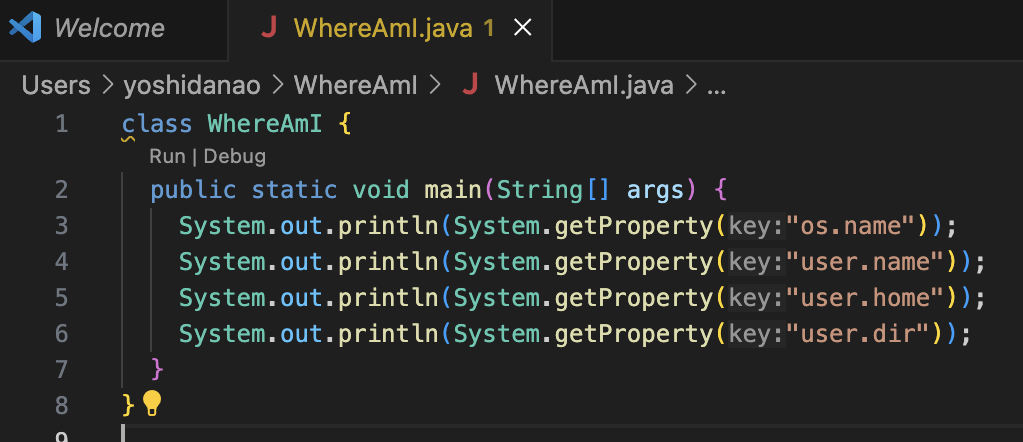 Welcome J WhereAmI.java 1 ×
Users > yoshidanao > WhereAmI > J WhereAmI.java > ...
1 class WhereAmI {
Run | Debug
2 public static void main(String[] args) {
3 System.out.println(System.getProperty(key:"os.name"));
4 System.out.println(System.getProperty(key:"user.name"));
5 System.out.println(System.getProperty(key:"user.home"));
6 System.out.println(System.getProperty(key:"user.dir"));
7 }
8 }
9